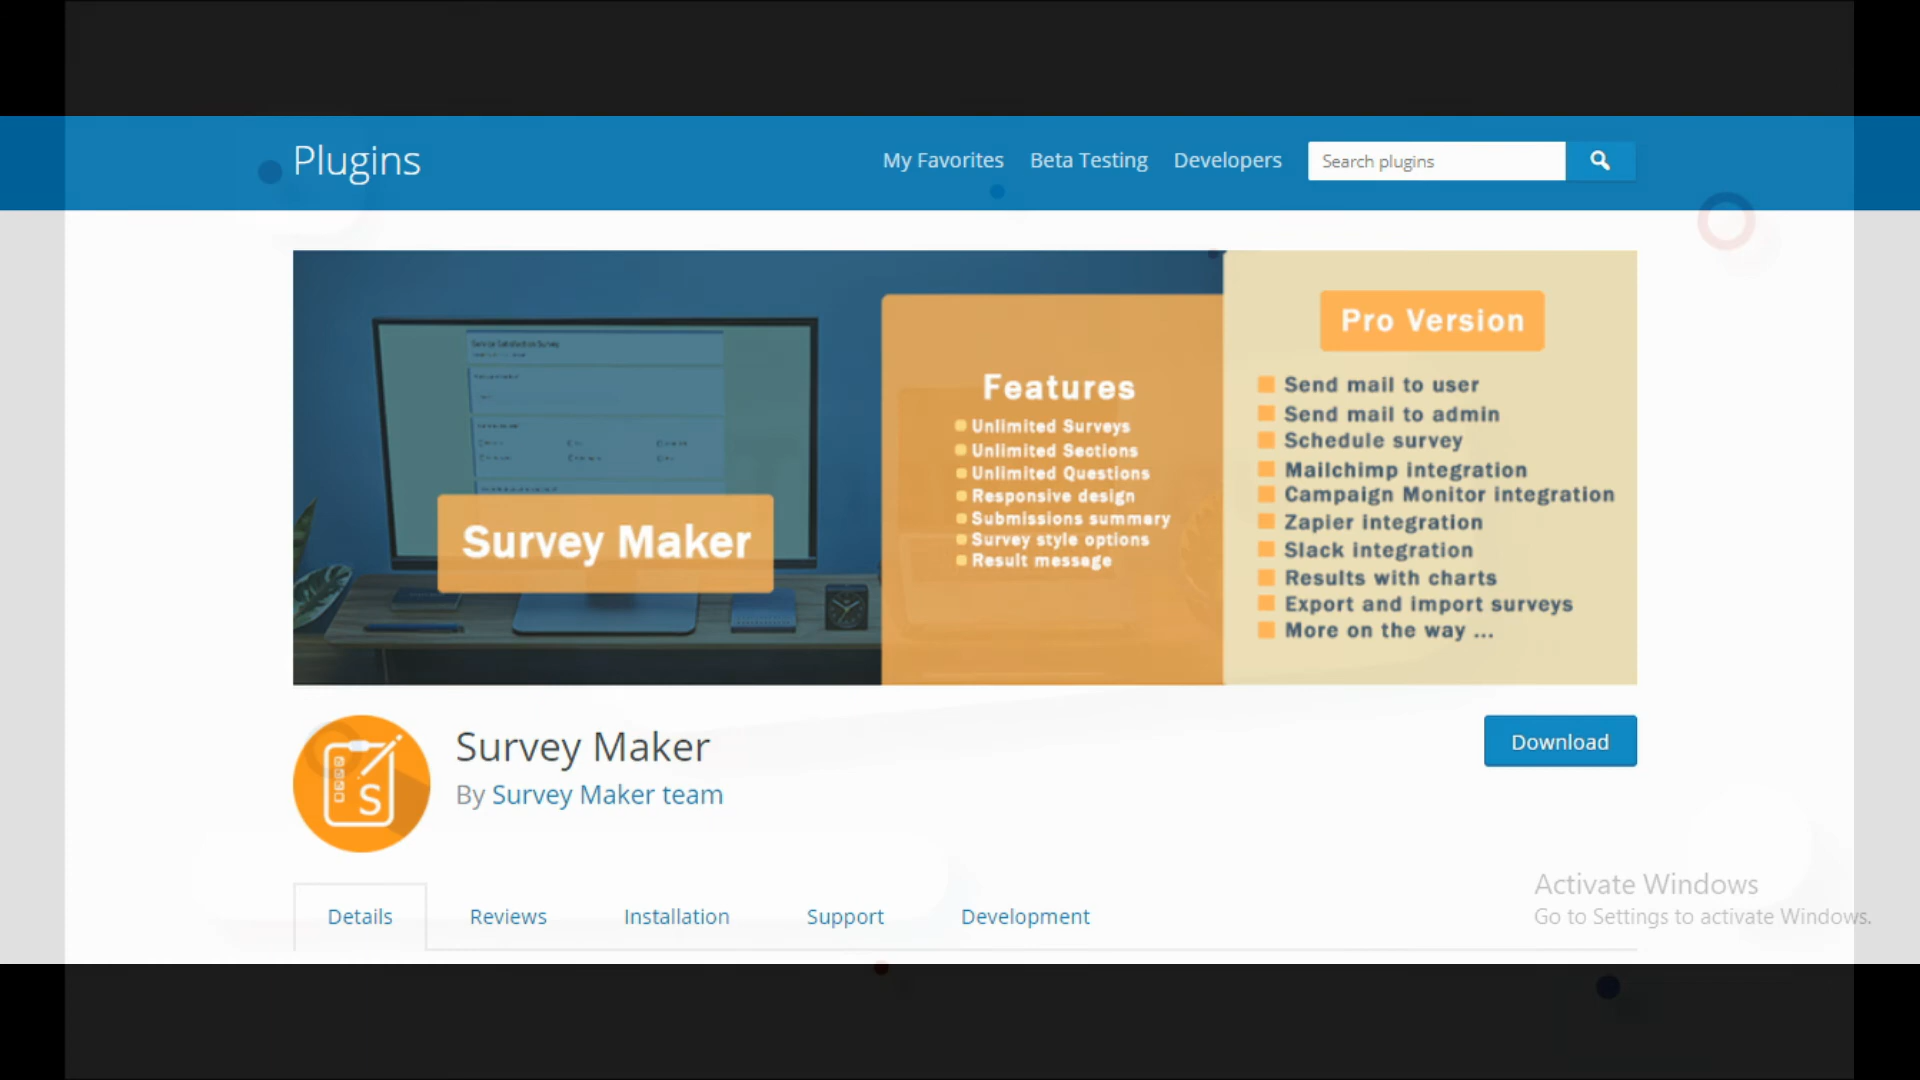 Plugins
My Favorites
Beta Testing
Developers
Search plugins
Survey Maker
Features
Unlimited Surveys
Unlimited Sections
Unlimited Questions
Responsive design
Submissions summary
Survey style options
Result message
Pro Version
Send mail to user
Send mail to admin
Schedule survey
Mailchimp integration
Campaign Monitor integration
Zapier integration
Slack integration
Results with charts
Export and import surveys
More on the way ...
S
Survey Maker
By Survey Maker team
Download
Details
Reviews
Installation
Support
Development
Activate Windows
Go to Settings to activate Windows.